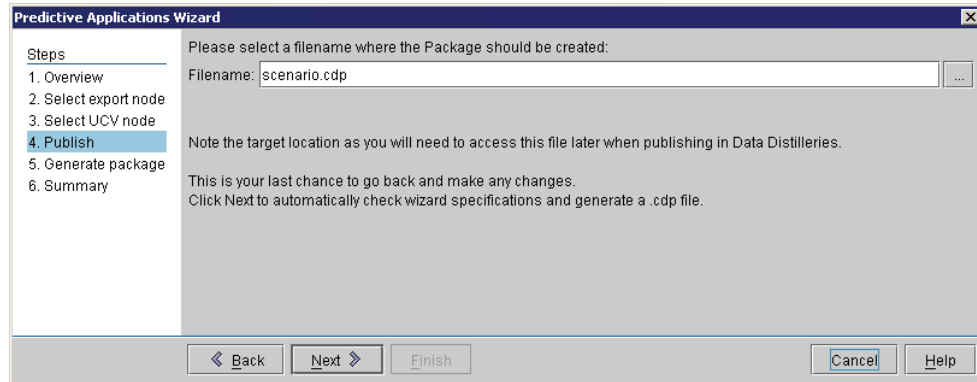 Predictive Applications Wizard
Steps
1. Overview
2. Select export node
3. Select UCV node
4. Publish
5. Generate package
6. Summary
Please select a filename where the Package should be created:
Filename: scenario.cdp ...
Note the target location as you will need to access this file later when publishing in Data Distilleries.
This is your last chance to go back and make any changes.
Click Next to automatically check wizard specifications and generate a .cdp file.
Back Next Finish Cancel Help